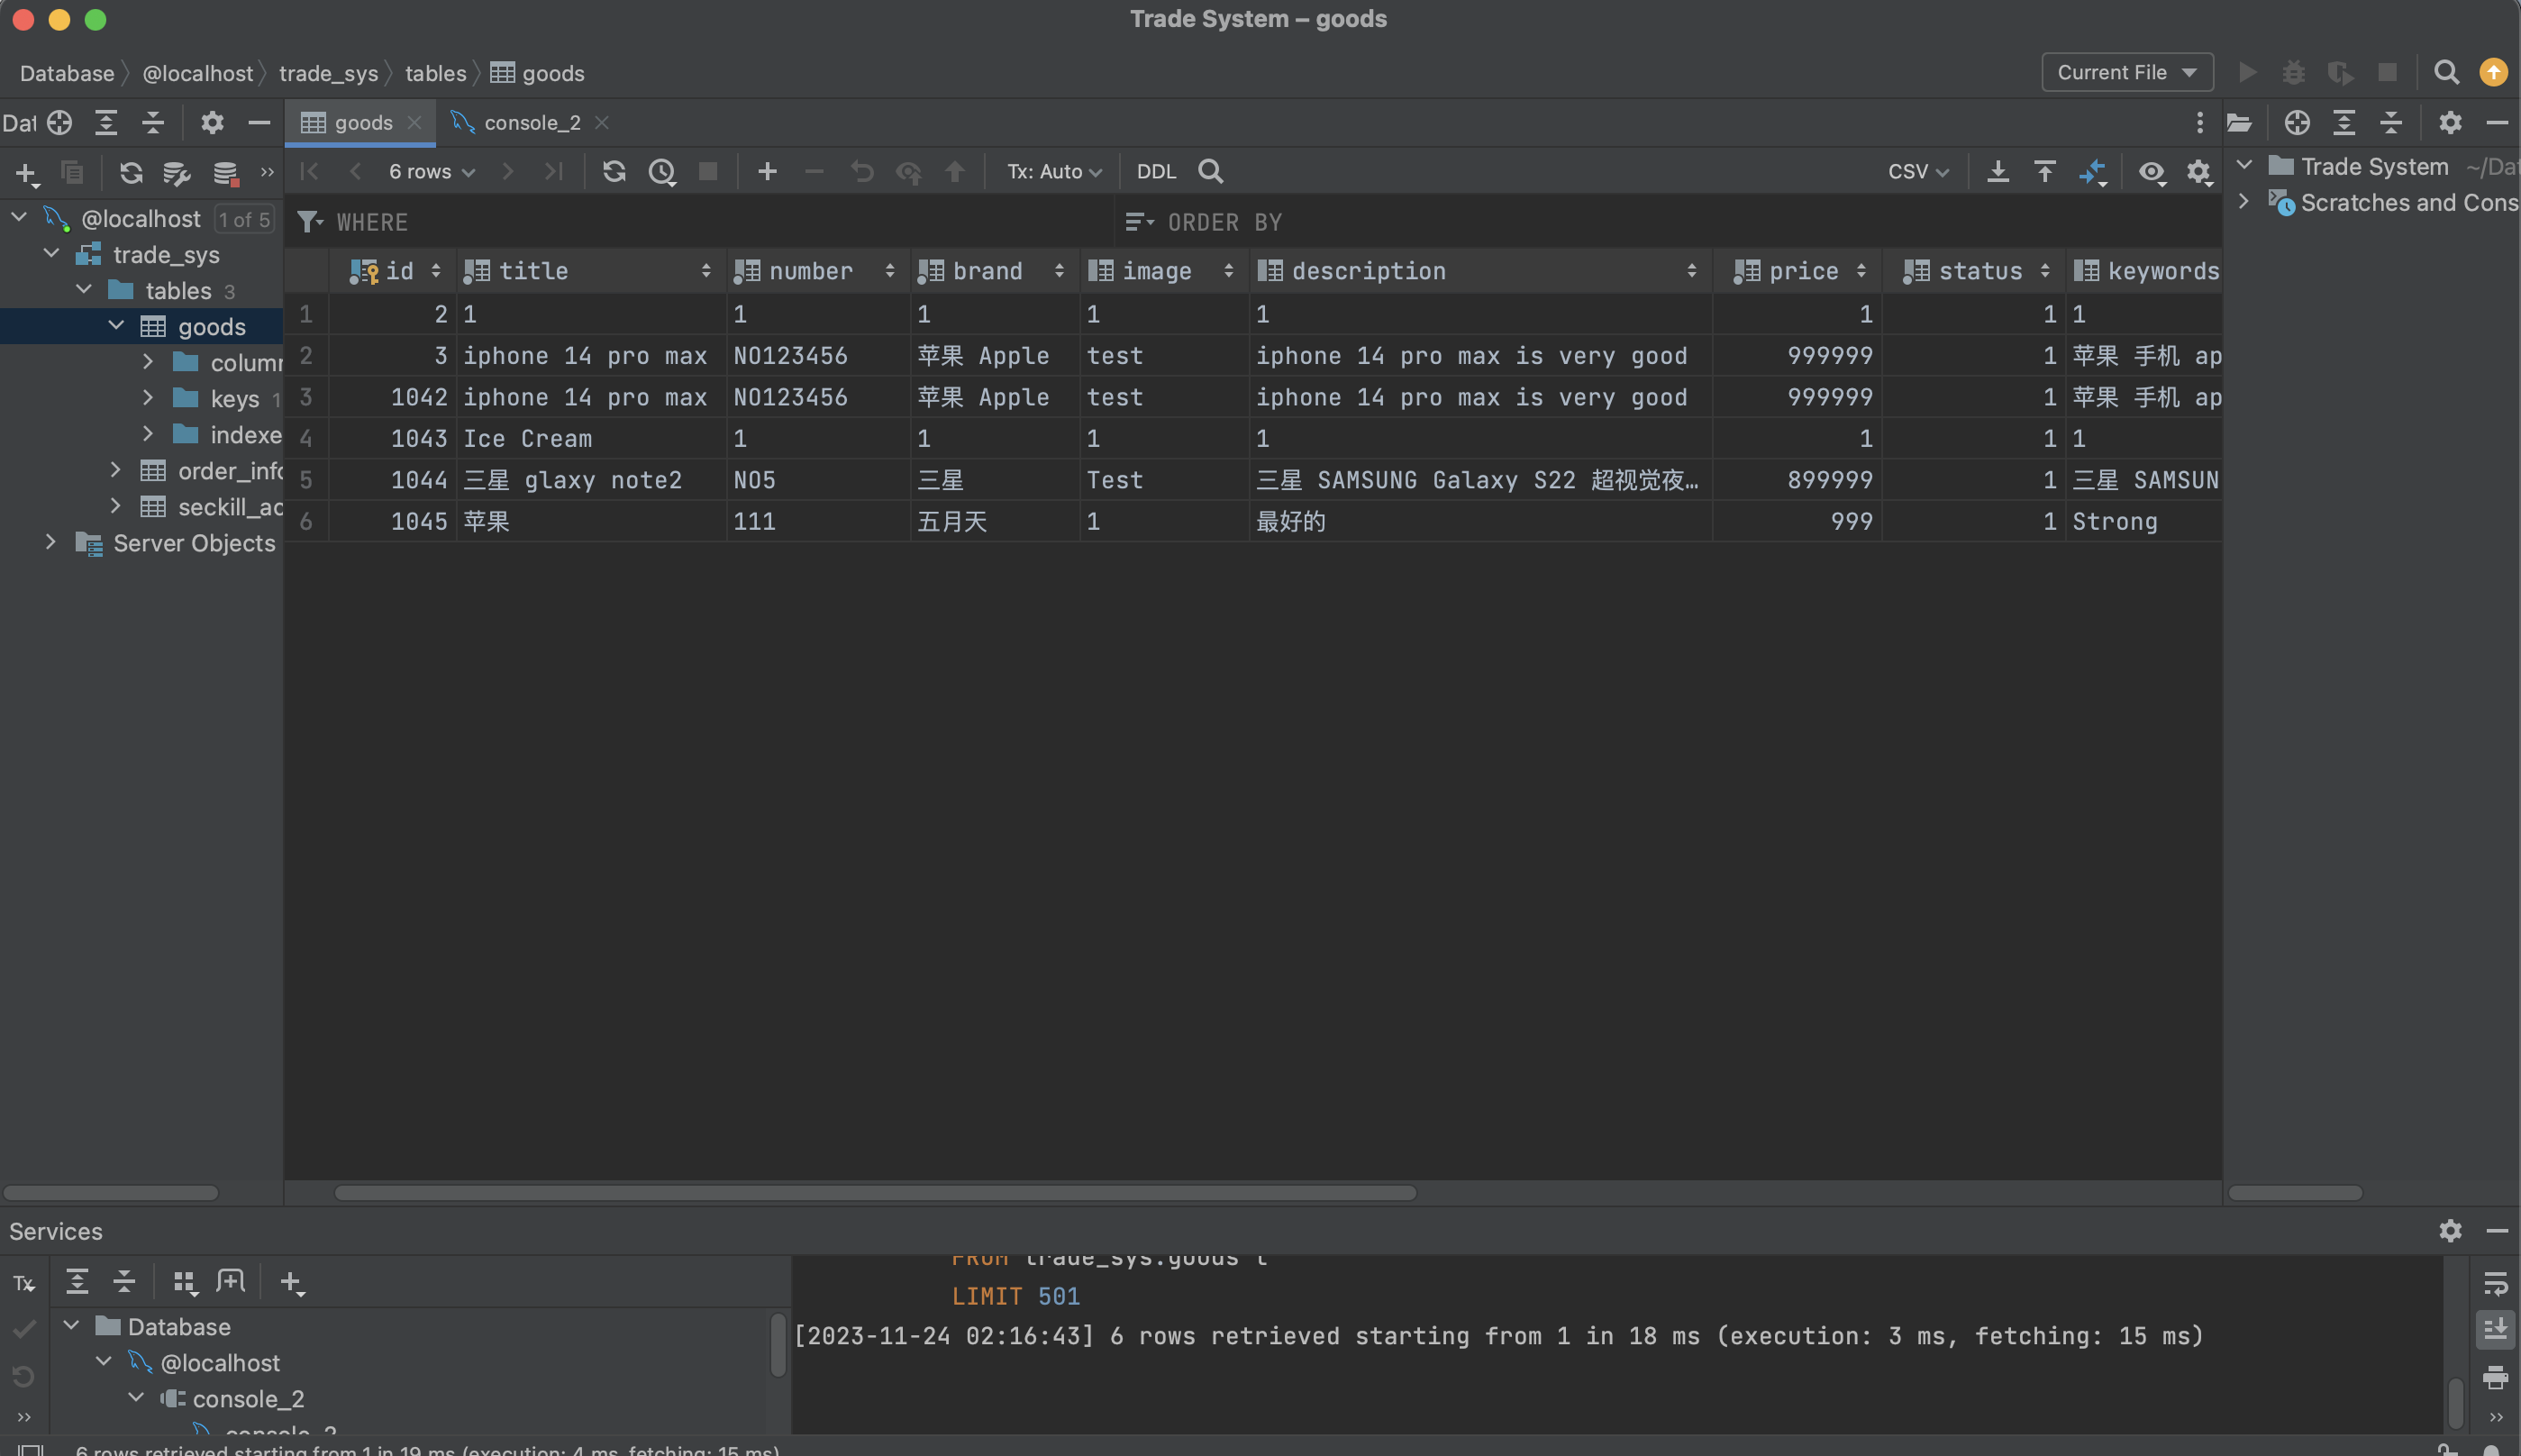 Trade System – goods
Database @localhost trade_sys tables goods
Current File
goods console_2
6 rows Tx: Auto DDL CSV
WHERE ORDER BY
@localhost 1 of 5
trade_sys
tables 3
goods
keys 1
Server Objects
id title number brand image description price status keywords
1 2 1 1 1 1 1 1 1 1
2 3 iphone 14 pro max NO123456 苹果 Apple test iphone 14 pro max is very good 999999 1 苹果 手机 ap
3 1042 iphone 14 pro max NO123456 苹果 Apple test iphone 14 pro max is very good 999999 1 苹果 手机 ap
4 1043 Ice Cream 1 1 1 1 1 1 1
5 1044 三星 glaxy note2 NO5 三星 Test 三星 SAMSUNG Galaxy S22 超视觉夜… 899999 1 三星 SAMSUN
6 1045 苹果 111 五月天 1 最好的 999 1 Strong
Trade System ~/Da
Scratches and Cons
Services
Tx
Database
@localhost
console_2
console_2
FROM trade_sys.goods t
LIMIT 501
[2023-11-24 02:16:43] 6 rows retrieved starting from 1 in 18 ms (execution: 3 ms, fetching: 15 ms)
6 rows retrieved starting from 1 in 19 ms (execution: 4 ms, fetching: 15 ms)